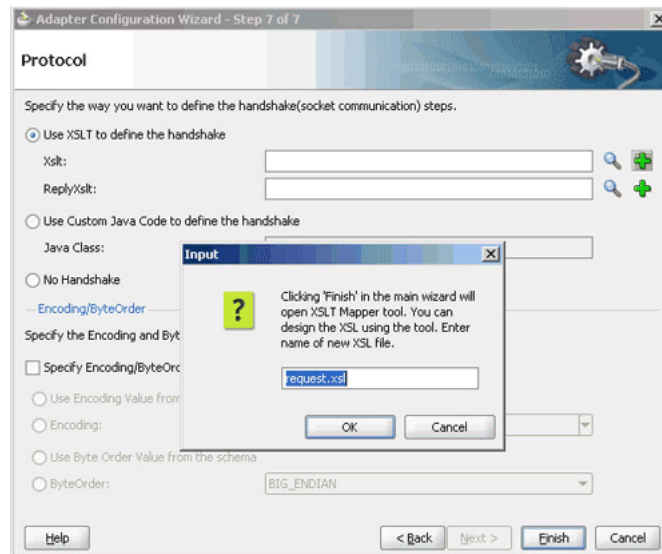 Adapter Configuration Wizard - Step 7 of 7
Protocol
Specify the way you want to define the handshake(socket communication) steps.
Use XSLT to define the handshake
Xslt:
ReplyXslt:
Use Custom Java Code to define the handshake
Java Class:
Input
No Handshake
Clicking 'Finish' in the main wizard will
open XSLT Mapper tool. You can
design the XSL using the tool. Enter
name of new XSL file.
request.xsl
OK Cancel
Encoding/ByteOrder
Specify the Encoding and Byt
Specify Encoding/ByteOrd
Use Encoding Value from
Encoding:
Use Byte Order Value from the schema
ByteOrder: BIG_ENDIAN
Help < Back Next > Finish Cancel